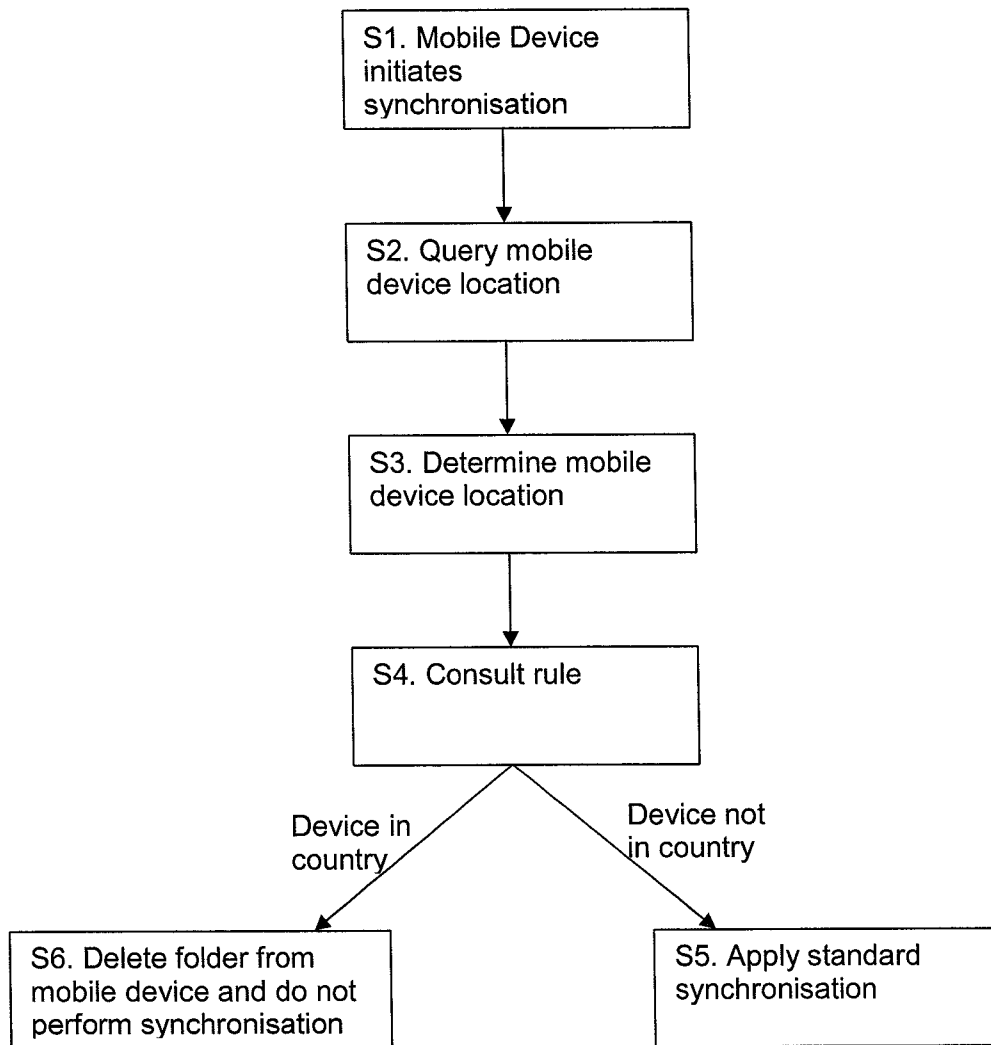 S1. Mobile Device
initiates
synchronisation
S2. Query mobile
device location
S3. Determine mobile
device location
S4. Consult rule
Device in
country
Device not
in country
S6. Delete folder from
mobile device and do not
perform synchronisation
S5. Apply standard
synchronisation